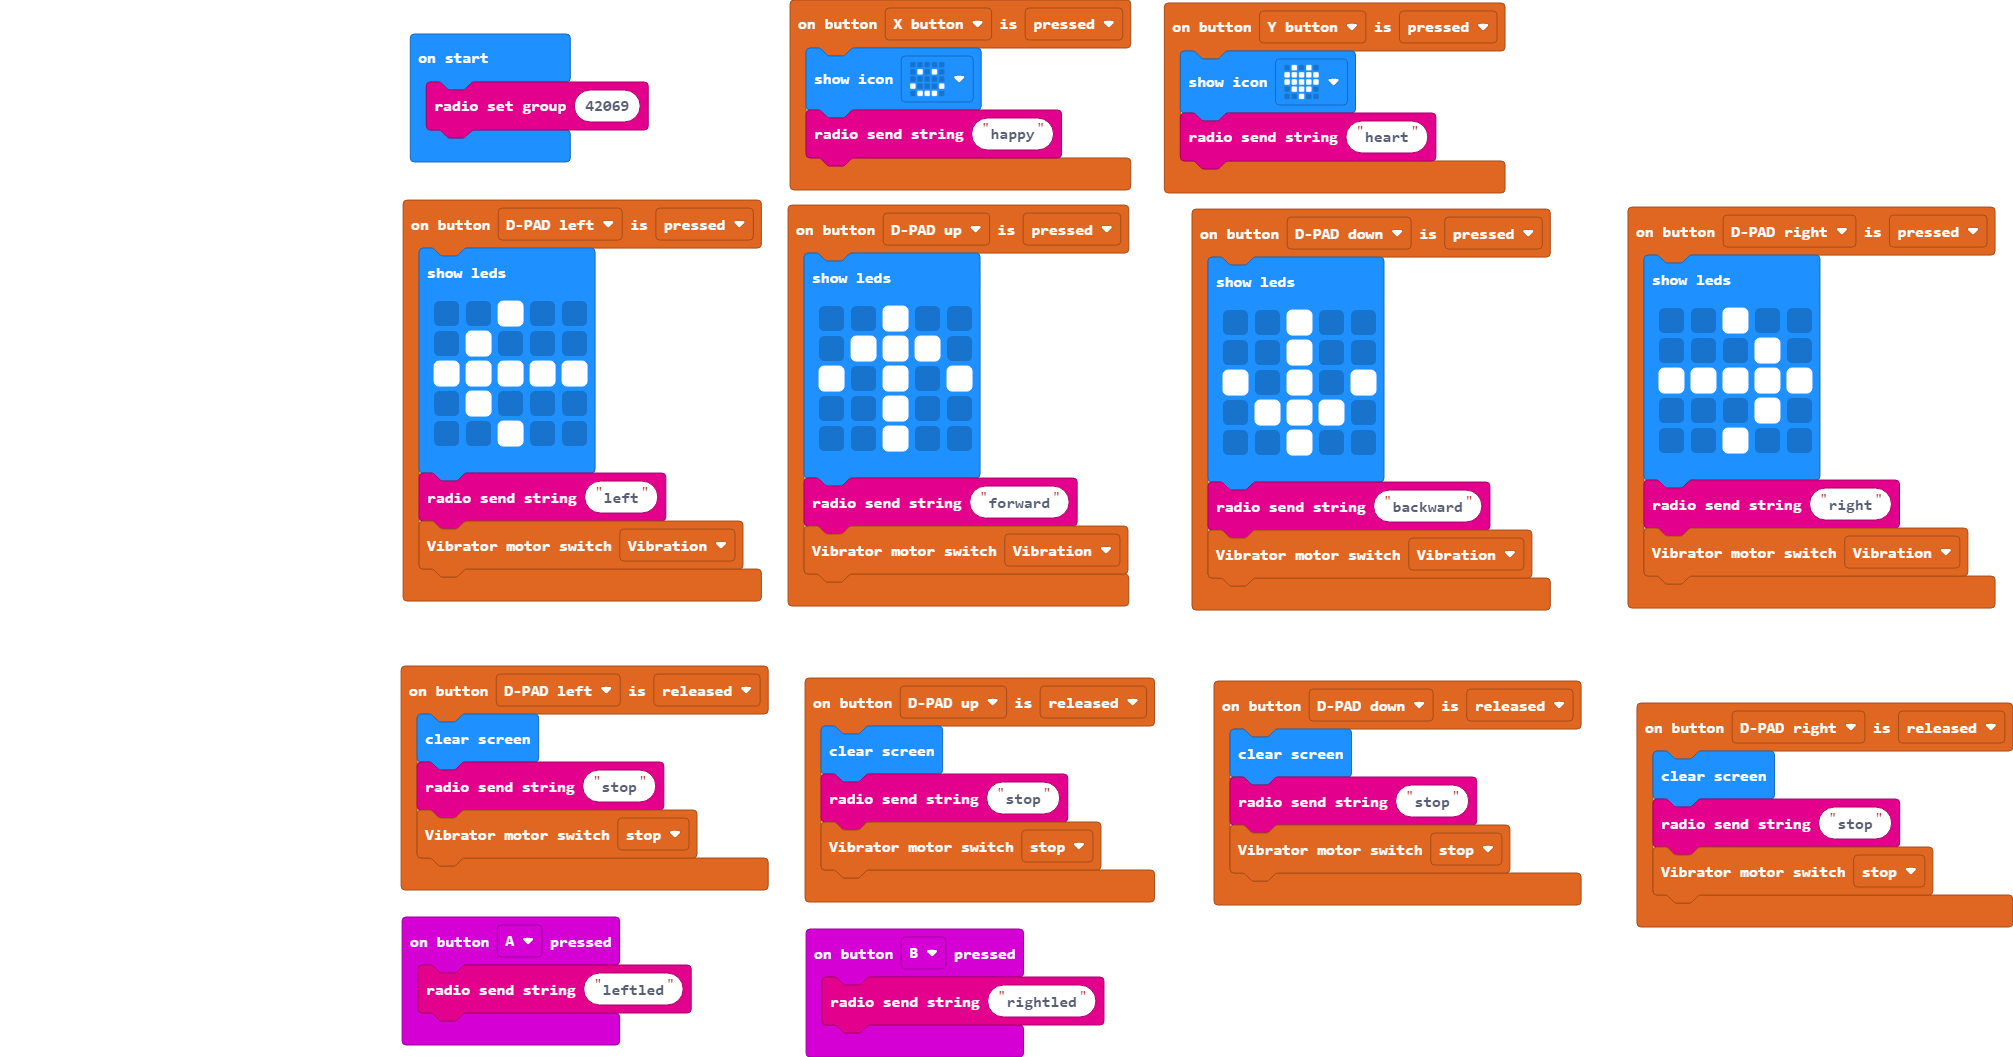 on start
radio set group 42069
on button X button is pressed
show icon
radio send string "happy"
on button Y button is pressed
show icon
radio send string "heart"
on button D-PAD left is pressed
show leds
radio send string "left"
Vibrator motor switch Vibration
on button D-PAD up is pressed
show leds
radio send string "forward"
Vibrator motor switch Vibration
on button D-PAD down is pressed
show leds
radio send string "backward"
Vibrator motor switch Vibration
on button D-PAD right is pressed
show leds
radio send string "right"
Vibrator motor switch Vibration
on button D-PAD left is released
clear screen
radio send string "stop"
Vibrator motor switch stop
on button D-PAD up is released
clear screen
radio send string "stop"
Vibrator motor switch stop
on button D-PAD down is released
clear screen
radio send string "stop"
Vibrator motor switch stop
on button D-PAD right is released
clear screen
radio send string "stop"
Vibrator motor switch stop
on button A pressed
radio send string "leftled"
on button B pressed
radio send string "rightled"